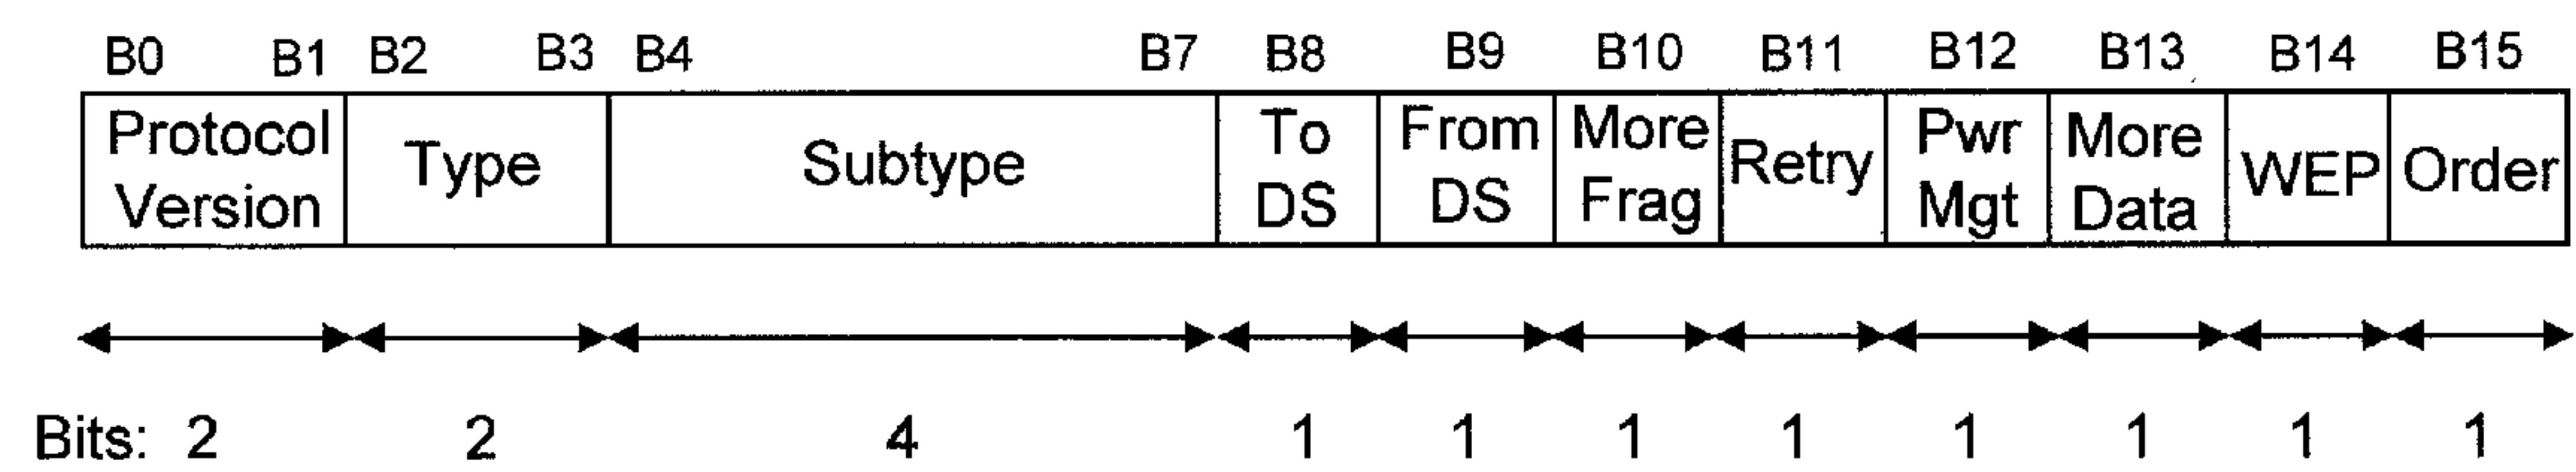 B0 B1 B2 B3 B4 B7 B8 B9 B10 B11 B12 B13 B14 B15
Protocol Version Type Subtype To DS From DS More Frag Retry Pwr Mgt More Data WEP Order
Bits: 2 2 4 1 1 1 1 1 1 1 1